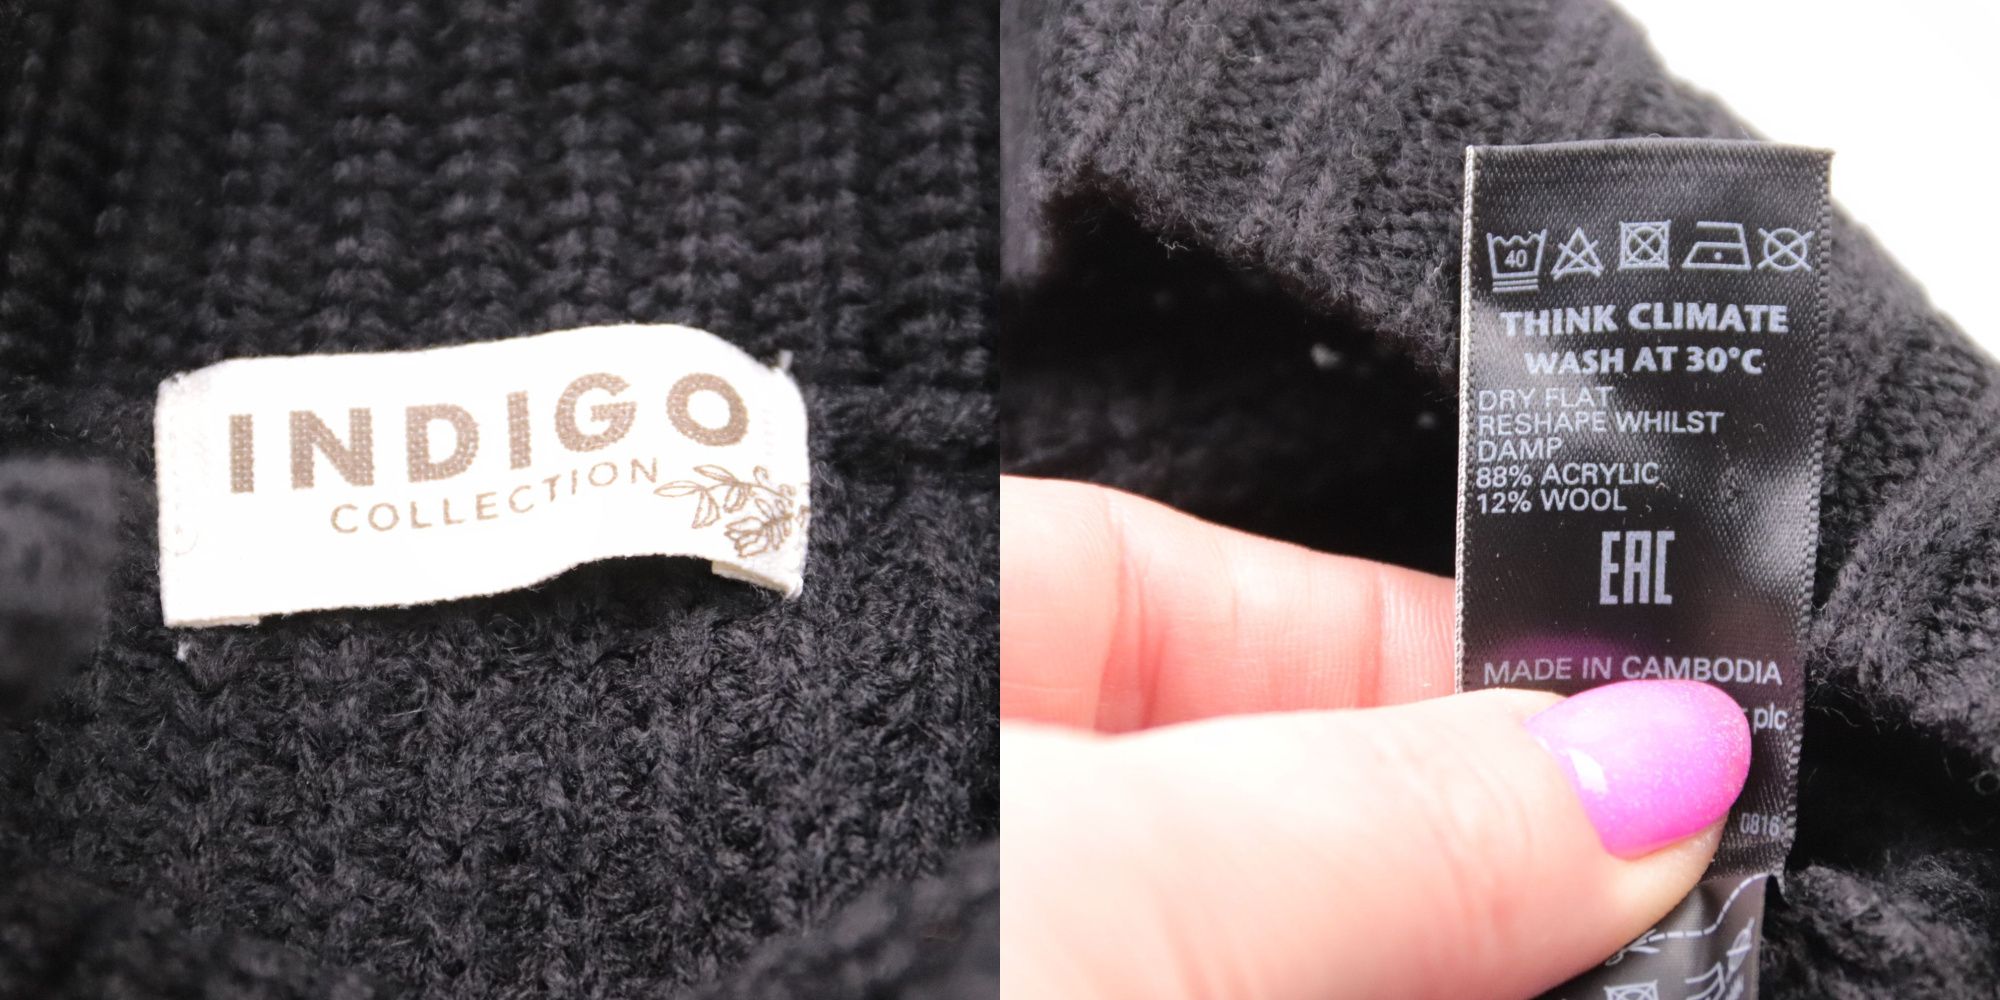 INDIGO
COLLECTION
40
THINK CLIMATE
WASH AT 30°C
DRY FLAT
RESHAPE WHILST
DAMP
88% ACRYLIC
12% WOOL
EAC
MADE IN CAMBODIA
plc
0816